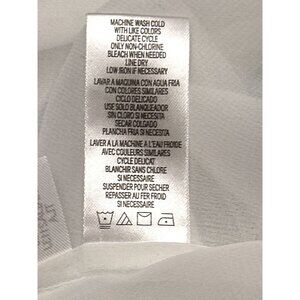 MACHINE WASH COLD
WITH LIKE COLORS
DELICATE CYCLE
ONLY NON-CHLORINE
BLEACH WHEN NEEDED
LINE DRY
LOW IRON IF NECESSARY
LAVAR A MAQUINA CON AGUA FRIA
CON COLORES SIMILARES
CICLO DELICADO
USE SOLO BLANQUEADOR
SIN CLORO SI NECESITA
SECAR COLGADO
PLANCHA FRIA SI NECESITA
LAVER A LA MACHINE A L'EAU FROIDE
AVEC COULEURS SIMILAIRES
CYCLE DELICAT
BLANCHIR SANS CHLORE
SI NECESSAIRE
SUSPENDER POUR SÉCHER
REPASSER AU FER FROID
SI NECESSAIRE